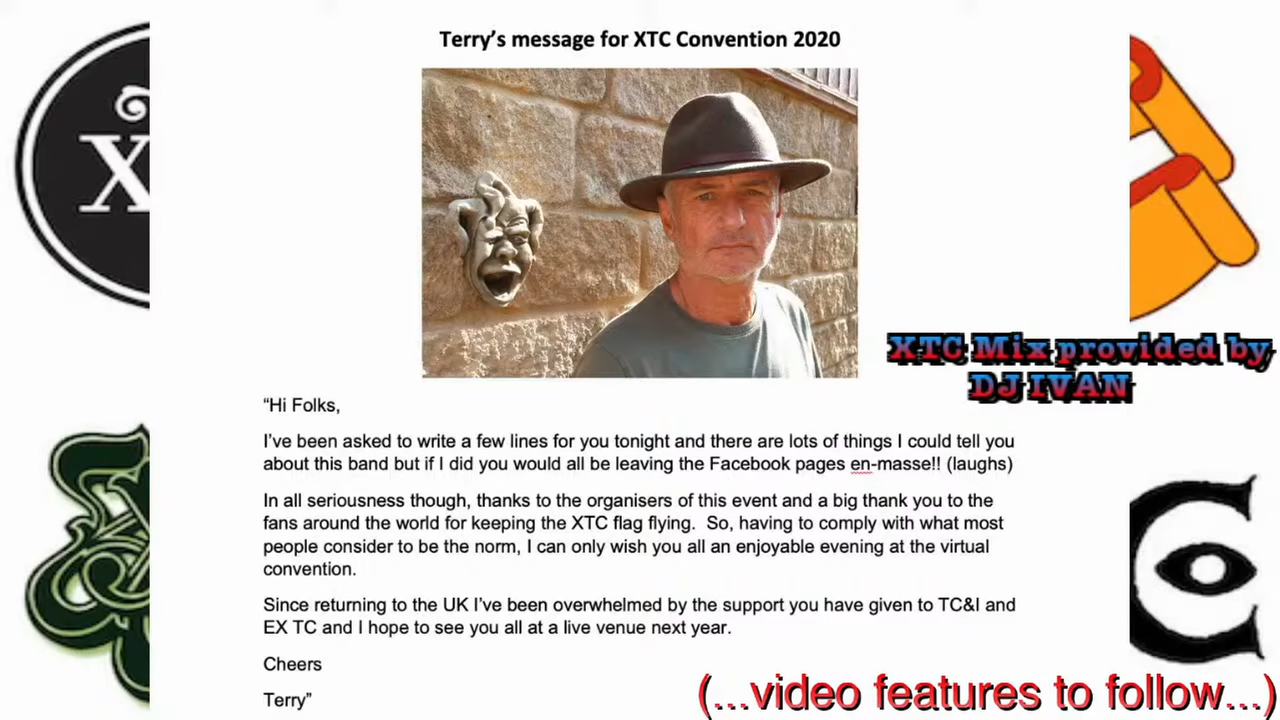 Terry's message for XTC Convention 2020
X
XTC Mix provided by
DJ IVAN
“Hi Folks,
I've been asked to write a few lines for you tonight and there are lots of things I could tell you
about this band but if I did you would all be leaving the Facebook pages en-masse!! (laughs)
In all seriousness though, thanks to the organisers of this event and a big thank you to the
fans around the world for keeping the XTC flag flying.  So, having to comply with what most
people consider to be the norm, I can only wish you all an enjoyable evening at the virtual
convention.
Since returning to the UK I've been overwhelmed by the support you have given to TC&I and
EX TC and I hope to see you all at a live venue next year.
Cheers
Terry”
C
(...video features to follow...)